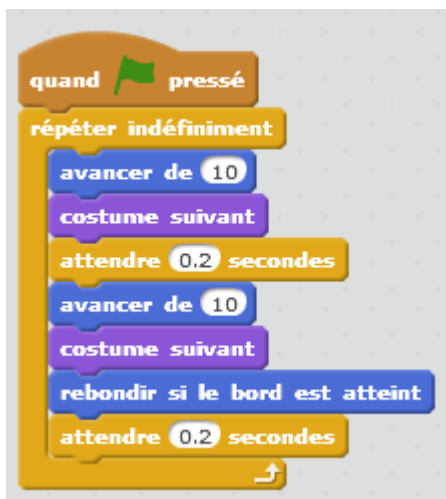 quand pressé
répéter indéfiniment
avancer de 10
costume suivant
attendre 0.2 secondes
avancer de 10
costume suivant
rebondir si le bord est atteint
attendre 0.2 secondes